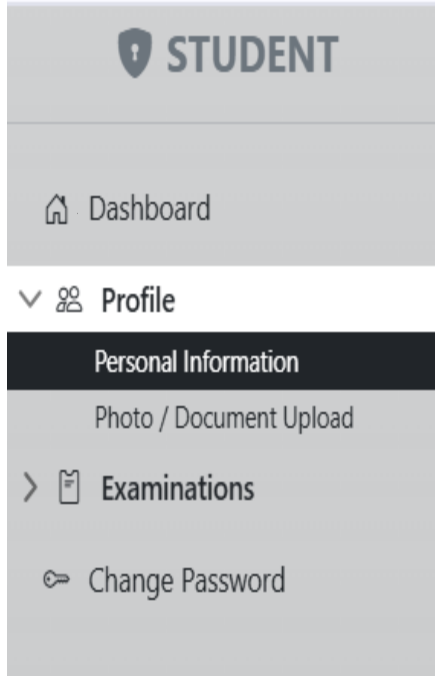 STUDENT
Dashboard
Profile
Personal Information
Photo / Document Upload
Examinations
Change Password